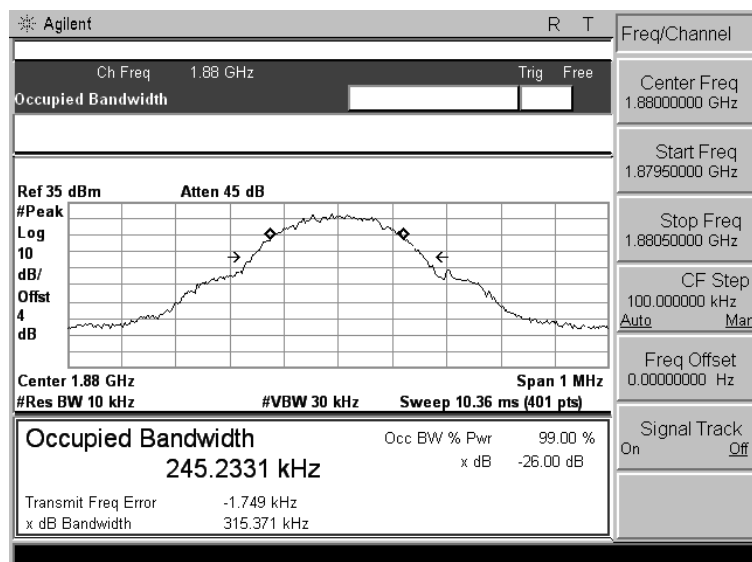 Agilent R T
Ch Freq 1.88 GHz Trig Free
Occupied Bandwidth
Ref 35 dBm Atten 45 dB
#Peak
Log
10
dB/
Offst
4
dB
Center 1.88 GHz Span 1 MHz
#Res BW 10 kHz #VBW 30 kHz Sweep 10.36 ms (401 pts)
Occupied Bandwidth Occ BW % Pwr 99.00 %
245.2331 kHz x dB -26.00 dB
Transmit Freq Error -1.749 kHz
x dB Bandwidth 315.371 kHz
Freq/Channel
Center Freq
1.88000000 GHz
Start Freq
1.87950000 GHz
Stop Freq
1.88050000 GHz
CF Step
100.000000 kHz
Auto Man
Freq Offset
0.00000000 Hz
Signal Track
On Off